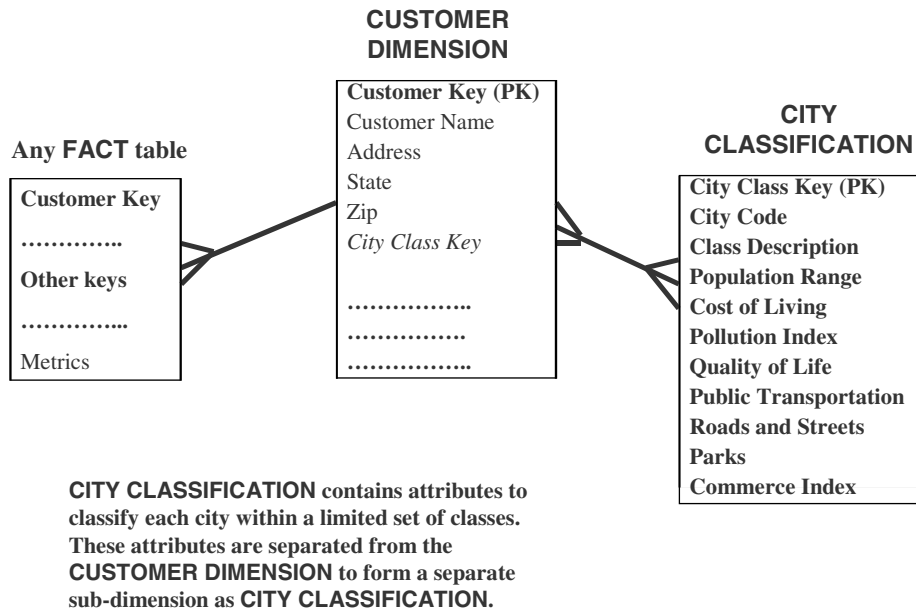 CUSTOMER
DIMENSION
Customer Key (PK)
Customer Name
Address
State
Zip
City Class Key
……………..
…………….
……………..
Any FACT table
Customer Key
…………..
Other keys
…………...
Metrics
CITY
CLASSIFICATION
City Class Key (PK)
City Code
Class Description
Population Range
Cost of Living
Pollution Index
Quality of Life
Public Transportation
Roads and Streets
Parks
Commerce Index
CITY CLASSIFICATION contains attributes to
classify each city within a limited set of classes.
These attributes are separated from the
CUSTOMER DIMENSION to form a separate
sub-dimension as CITY CLASSIFICATION.